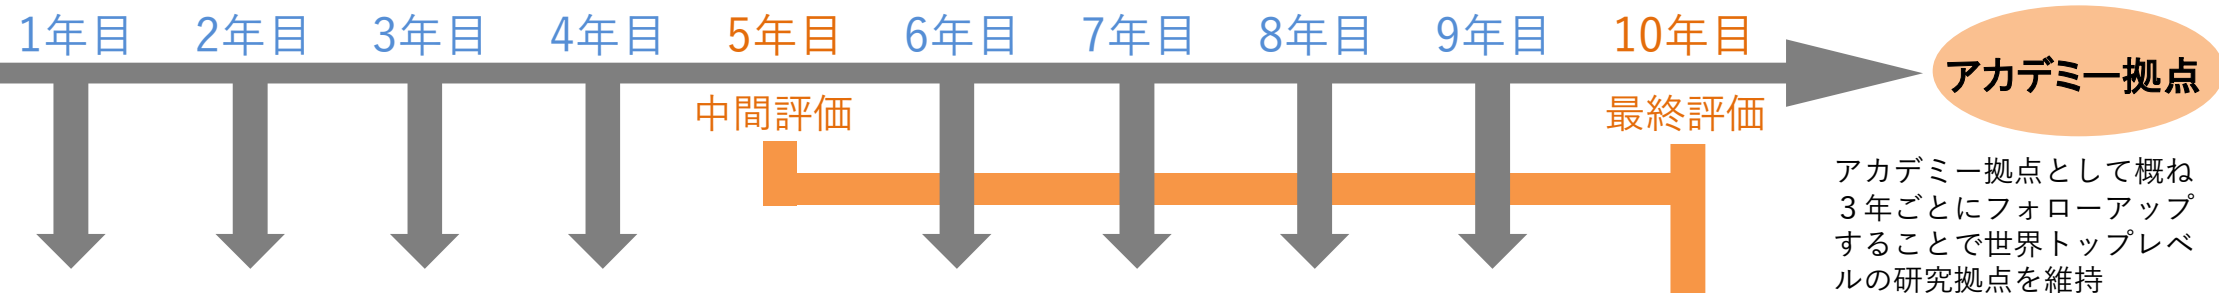 1年目 2年目 3年目 4年目 5年目 6年目 7年目 8年目 9年目 10年目
アカデミー拠点
中間評価 最終評価
アカデミー拠点として概ね
３年ごとにフォローアップ
することで世界トップレベ
ルの研究拠点を維持